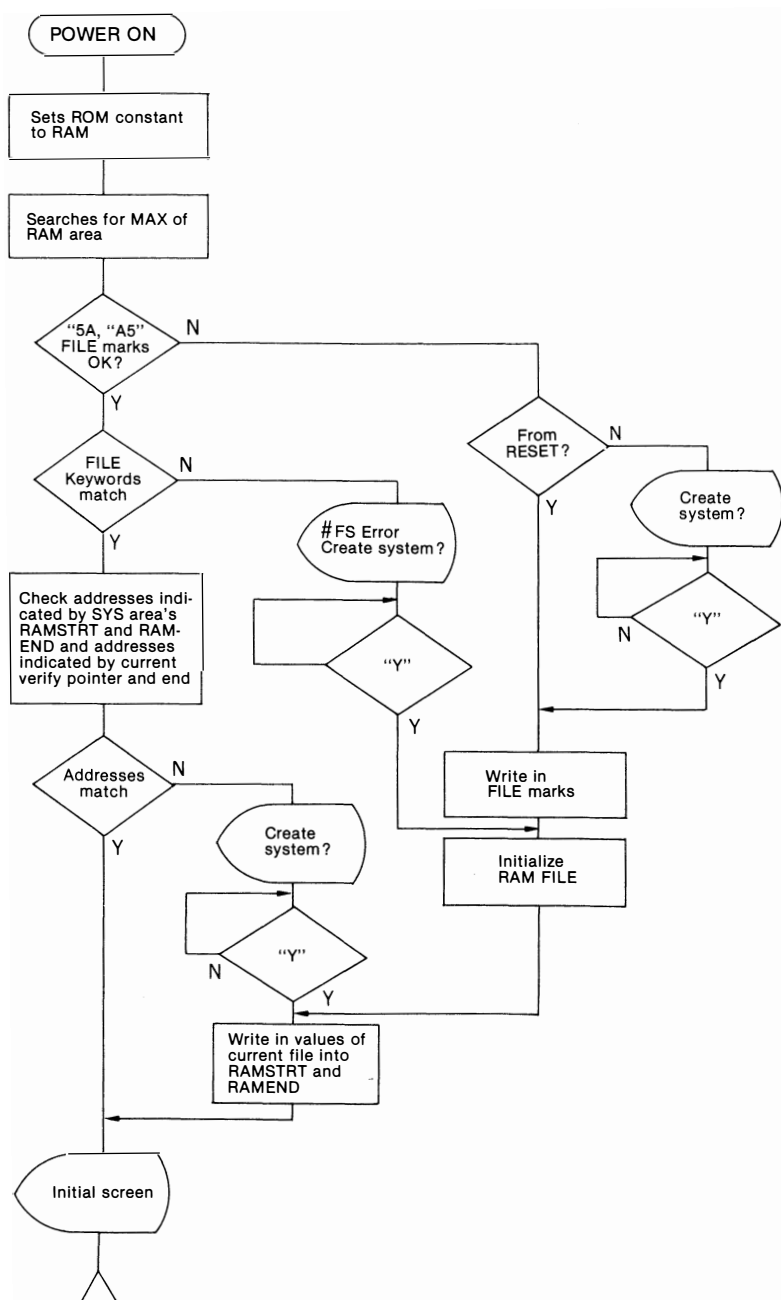 POWER ON
Sets ROM constant
to RAM
Searches for MAX of
RAM area
“5A, “A5”
FILE marks
OK?
N
Y
From
RESET?
N
Y
Create
system?
“Y”
N
Y
FILE
Keywords
match
N
Y
#FS Error
Create system?
“Y”
Y
Check addresses indi-
cated by SYS area's
RAMSTRT and RAM-
END and addresses
indicated by current
verify pointer and end
Write in
FILE marks
Initialize
RAM FILE
Addresses
match
N
Y
Create
system?
“Y”
N
Y
Write in values of
current file into
RAMSTRT and
RAMEND
Initial screen